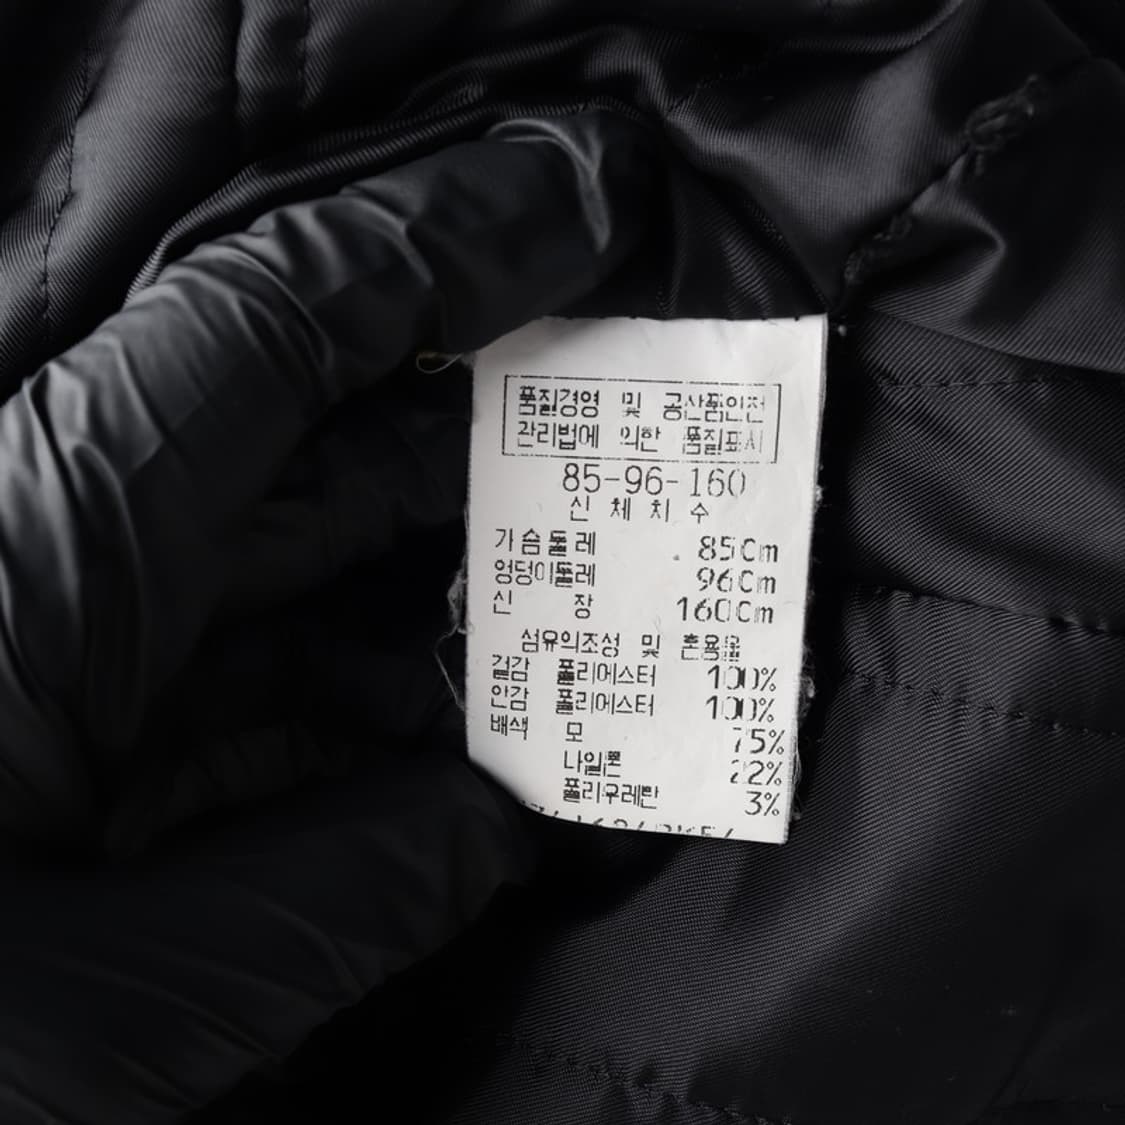 품질경영 및 공산품안전
관리법에 의한 품질표시
85-96-160
신 체 치 수
가슴둘레 85Cm
엉덩이둘레 96Cm
신 장 160Cm
섬유의조성 및 혼용율
겉감 폴리에스터 100%
안감 폴리에스터 100%
배색 모 75%
나일론 22%
폴리우레탄 3%